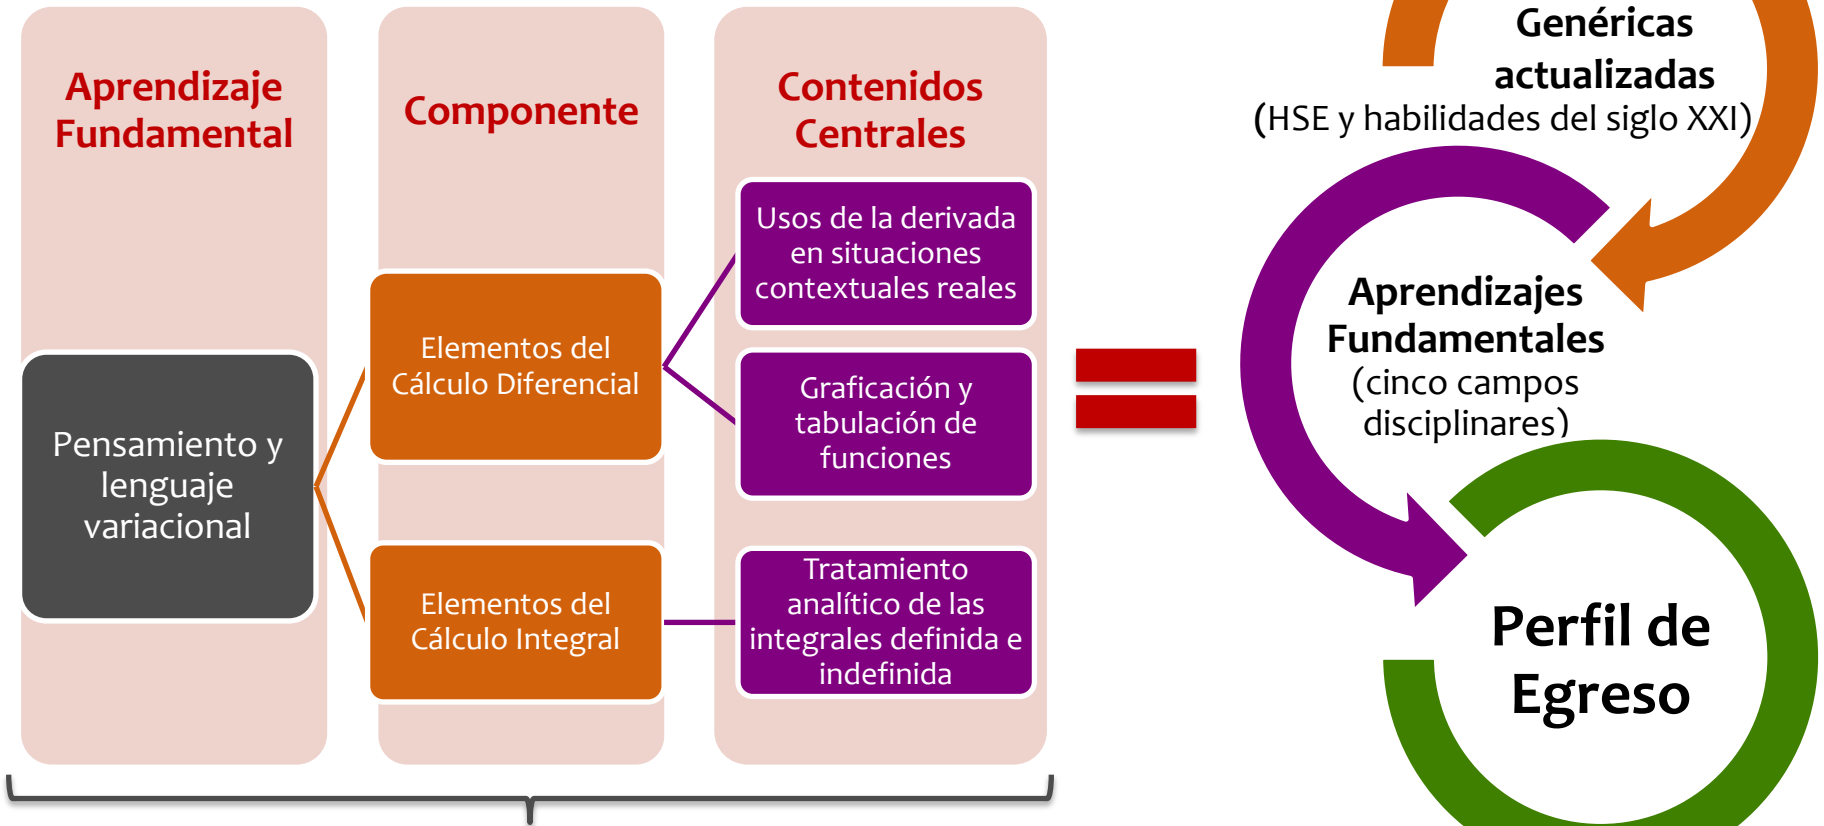 Aprendizaje
Fundamental
Pensamiento y
lenguaje
variacional
Componente
Elementos del
Cálculo Diferencial
Elementos del
Cálculo Integral
Contenidos
Centrales
Usos de la derivada
en situaciones
contextuales reales
Graficación y
tabulación de
funciones
Tratamiento
analítico de las
integrales definida e
indefinida
Genéricas
actualizadas
(HSE y habilidades del siglo XXI)
Aprendizajes
Fundamentales
(cinco campos
disciplinares)
Perfil de
Egreso